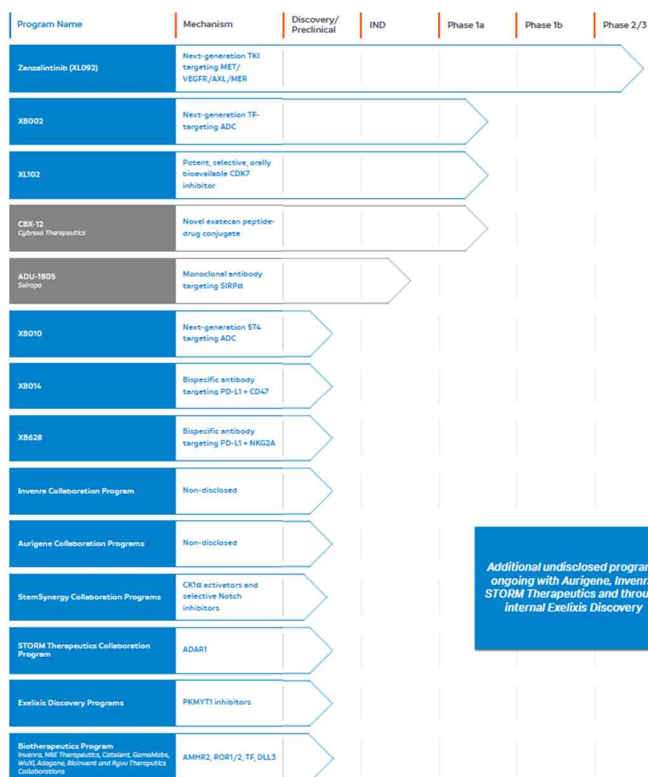 Program Name
Mechanism
Discovery/
Preclinical
IND
Phase 1a
Phase 1b
Phase 2/3
Zanzalintinib (XL092)
Next-generation TKI
targeting MET/
VEGFR/AXL/MER
XB002
Next-generation TF-
targeting ADC
XL102
Potent, selective, orally
bioavailable CDK7
inhibitor
CBX-12
Cybrexa Therapeutics
Novel exatecan peptide-
drug conjugate
ADU-1805
Sairopa
Monoclonal antibody
targeting SIRPα
XB010
Next-generation 5T4
targeting ADC
XB014
Bispecific antibody
targeting PD-L1 + CD47
XB628
Bispecific antibody
targeting PD-L1 + NKG2A
Invenra Collaboration Program
Non-disclosed
Aurigene Collaboration Programs
Non-disclosed
StemSynergy Collaboration Programs
CK1α activators and
selective Notch
inhibitors
STORM Therapeutics Collaboration
Program
ADAR1
Exelixis Discovery Programs
PKMYT1 inhibitors
Biotherapeutics Program
Invenra, NBE Therapeutics, Catalent, GamaMabs,
WuXi, Adagene, BioInvent and Ryvu Theraputics
Collaborations
AMHR2, ROR1/2, TF, DLL3
Additional undisclosed program
ongoing with Aurigene, Invenra
STORM Therapeutics and throu
internal Exelixis Discovery